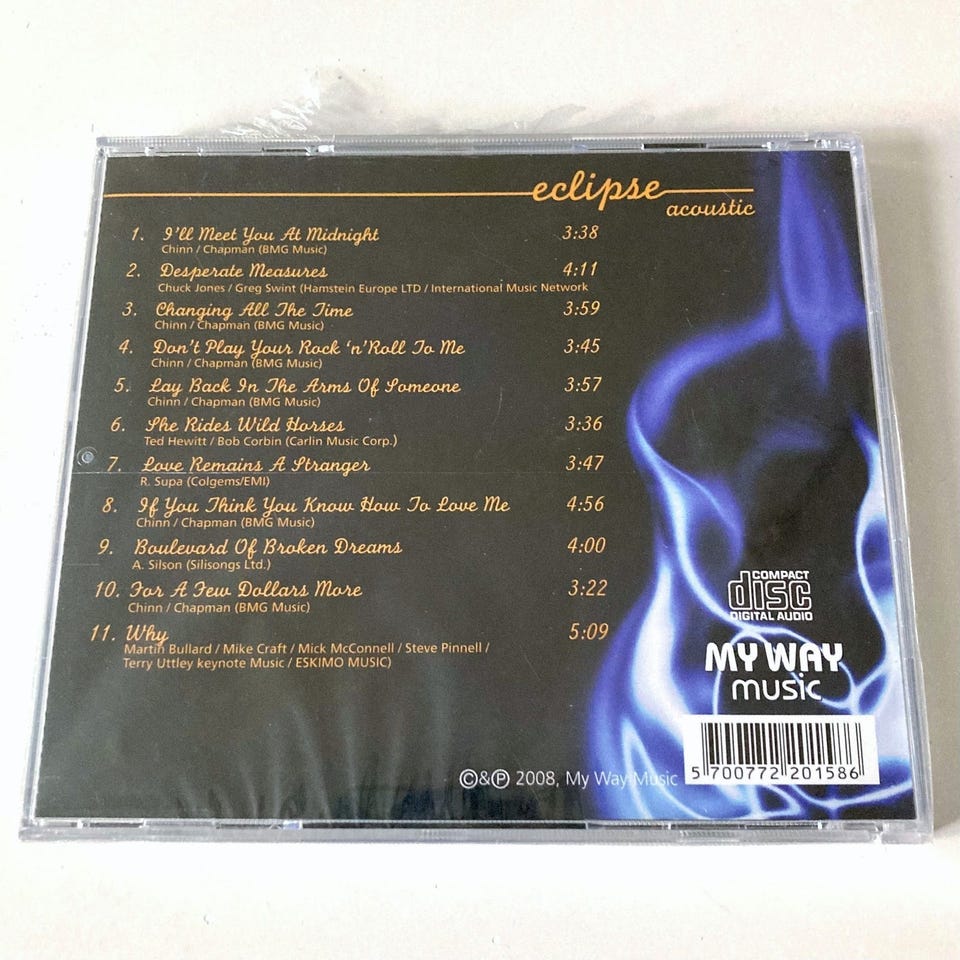 eclipse
acoustic
1. I'll Meet You At Midnight 3:38
Chinn / Chapman (BMG Music)
2. Desperate Measures 4:11
Chuck Jones / Greg Swint (Hamstein Europe LTD / International Music Network
3. Changing All The Time 3:59
Chinn / Chapman (BMG Music)
4. Don't Play Your Rock 'n' Roll To Me 3:45
Chinn / Chapman (BMG Music)
5. Lay Back In The Arms Of Someone 3:57
Chinn / Chapman (BMG Music)
6. She Rides Wild Horses 3:36
Ted Hewitt / Bob Corbin (Carlin Music Corp.)
7. Love Remains A Stranger 3:47
R. Supa (Colgems/EMI)
8. If You Think You Know How To Love Me 4:56
Chinn / Chapman (BMG Music)
9. Boulevard Of Broken Dreams 4:00
A. Silson (Silisongs Ltd.)
10. For A Few Dollars More 3:22
Chinn / Chapman (BMG Music)
11. Why 5:09
Martin Bullard / Mike Craft / Mick McConnell / Steve Pinnell /
Terry Uttley keynote Music / ESKIMO MUSIC)
COMPACT
disc
DIGITAL AUDIO
MY WAY
music
©&℗ 2008, My Way Music
5 700772 201586